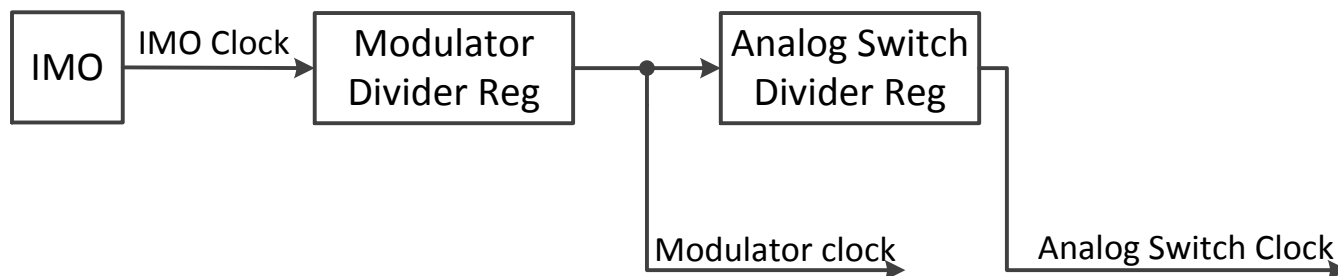 IMO
IMO Clock
Modulator
Divider Reg
Analog Switch
Divider Reg
Modulator clock
Analog Switch Clock